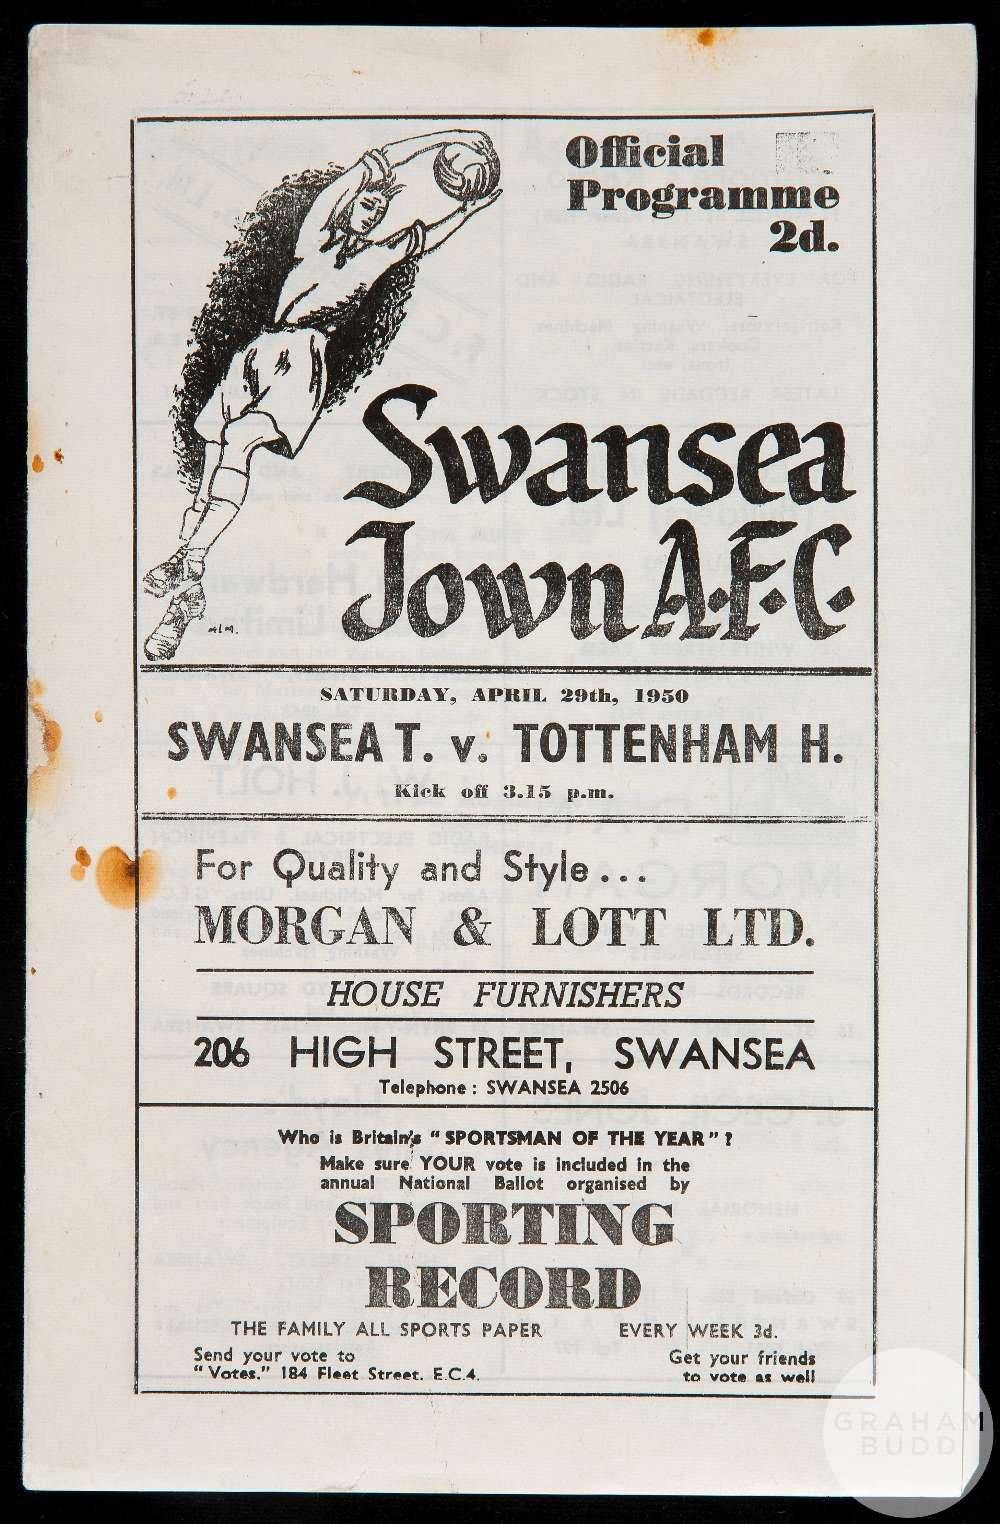 Official
Programme
2d.
Swansea
Town A.F.C.
M L M.
SATURDAY, APRIL 29th, 1950
SWANSEA T. v. TOTTENHAM H.
Kick off 3.15 p.m.
For Quality and Style...
MORGAN & LOTT LTD.
HOUSE FURNISHERS
206 HIGH STREET, SWANSEA
Telephone: SWANSEA 2506
Who is Britain's "SPORTSMAN OF THE YEAR"?
Make sure YOUR vote is included in the
annual National Ballot organised by
SPORTING
RECORD
THE FAMILY ALL SPORTS PAPER EVERY WEEK 3d.
Send your vote to
"Votes." 184 Fleet Street. E.C.4.
Get your friends
to vote as well
GRAHAM
BUDD